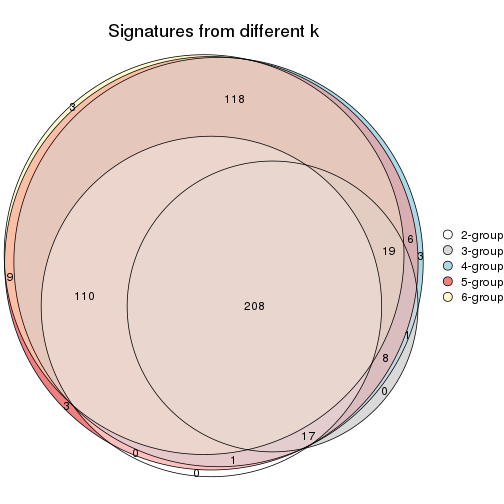 Signatures from different k
3
118
6
19
3
9
110
208
1
8
0
3
17
0
1
0
2-group
3-group
4-group
5-group
6-group